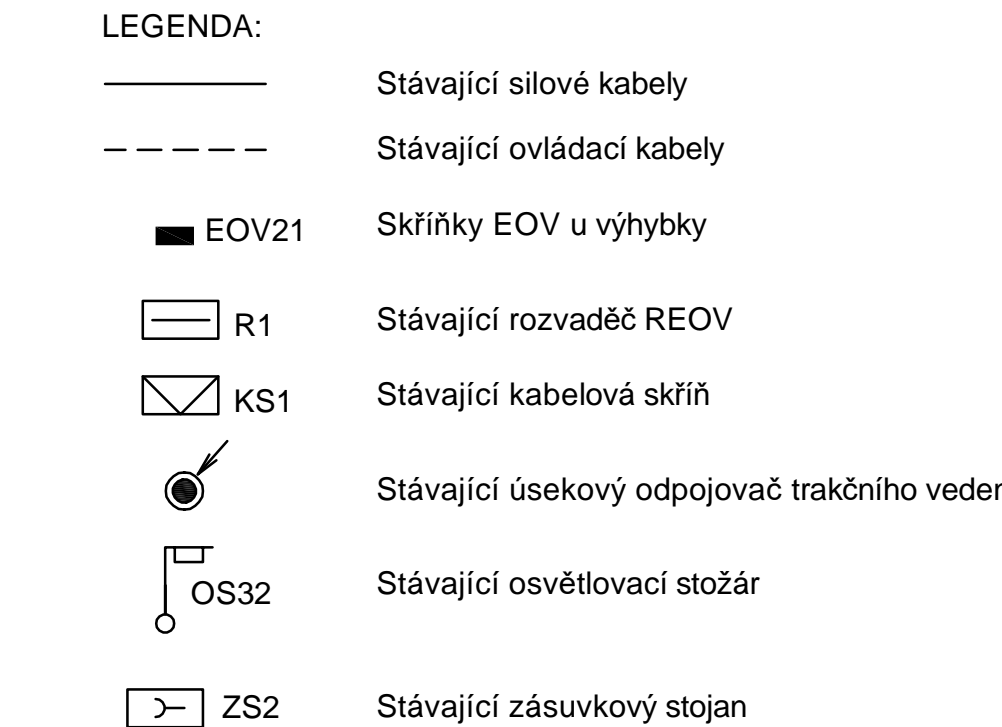 LEGENDA:
Stávající silové kabely
Stávající ovládací kabely
EOV21 Skříňky EOV u výhybky
R1 Stávající rozvaděč REOV
KS1 Stávající kabelová skříň
Stávající úsekový odpojovač trakčního
OS32 Stávající osvětlovací stožár
ZS2 Stávající zásuvkový stojan